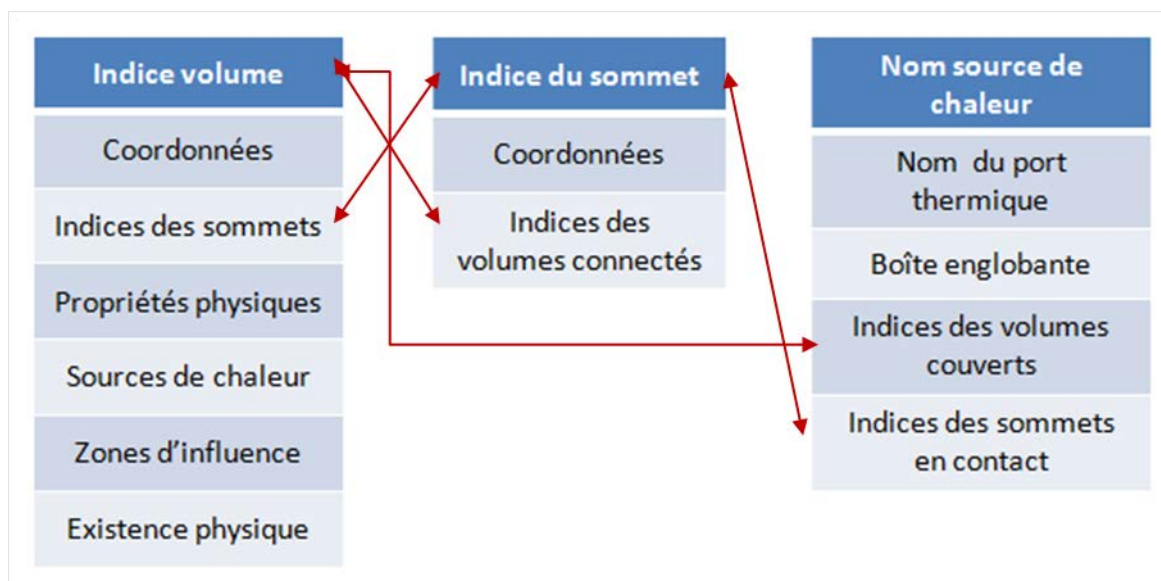 Indice volume
Coordonnées
Indices des sommets
Propriétés physiques
Sources de chaleur
Zones d'influence
Existence physique
Indice du sommet
Coordonnées
Indices des
volumes connectés
Nom source de
chaleur
Nom du port
thermique
Boîte englobante
Indices des volumes
couverts
Indices des sommets
en contact